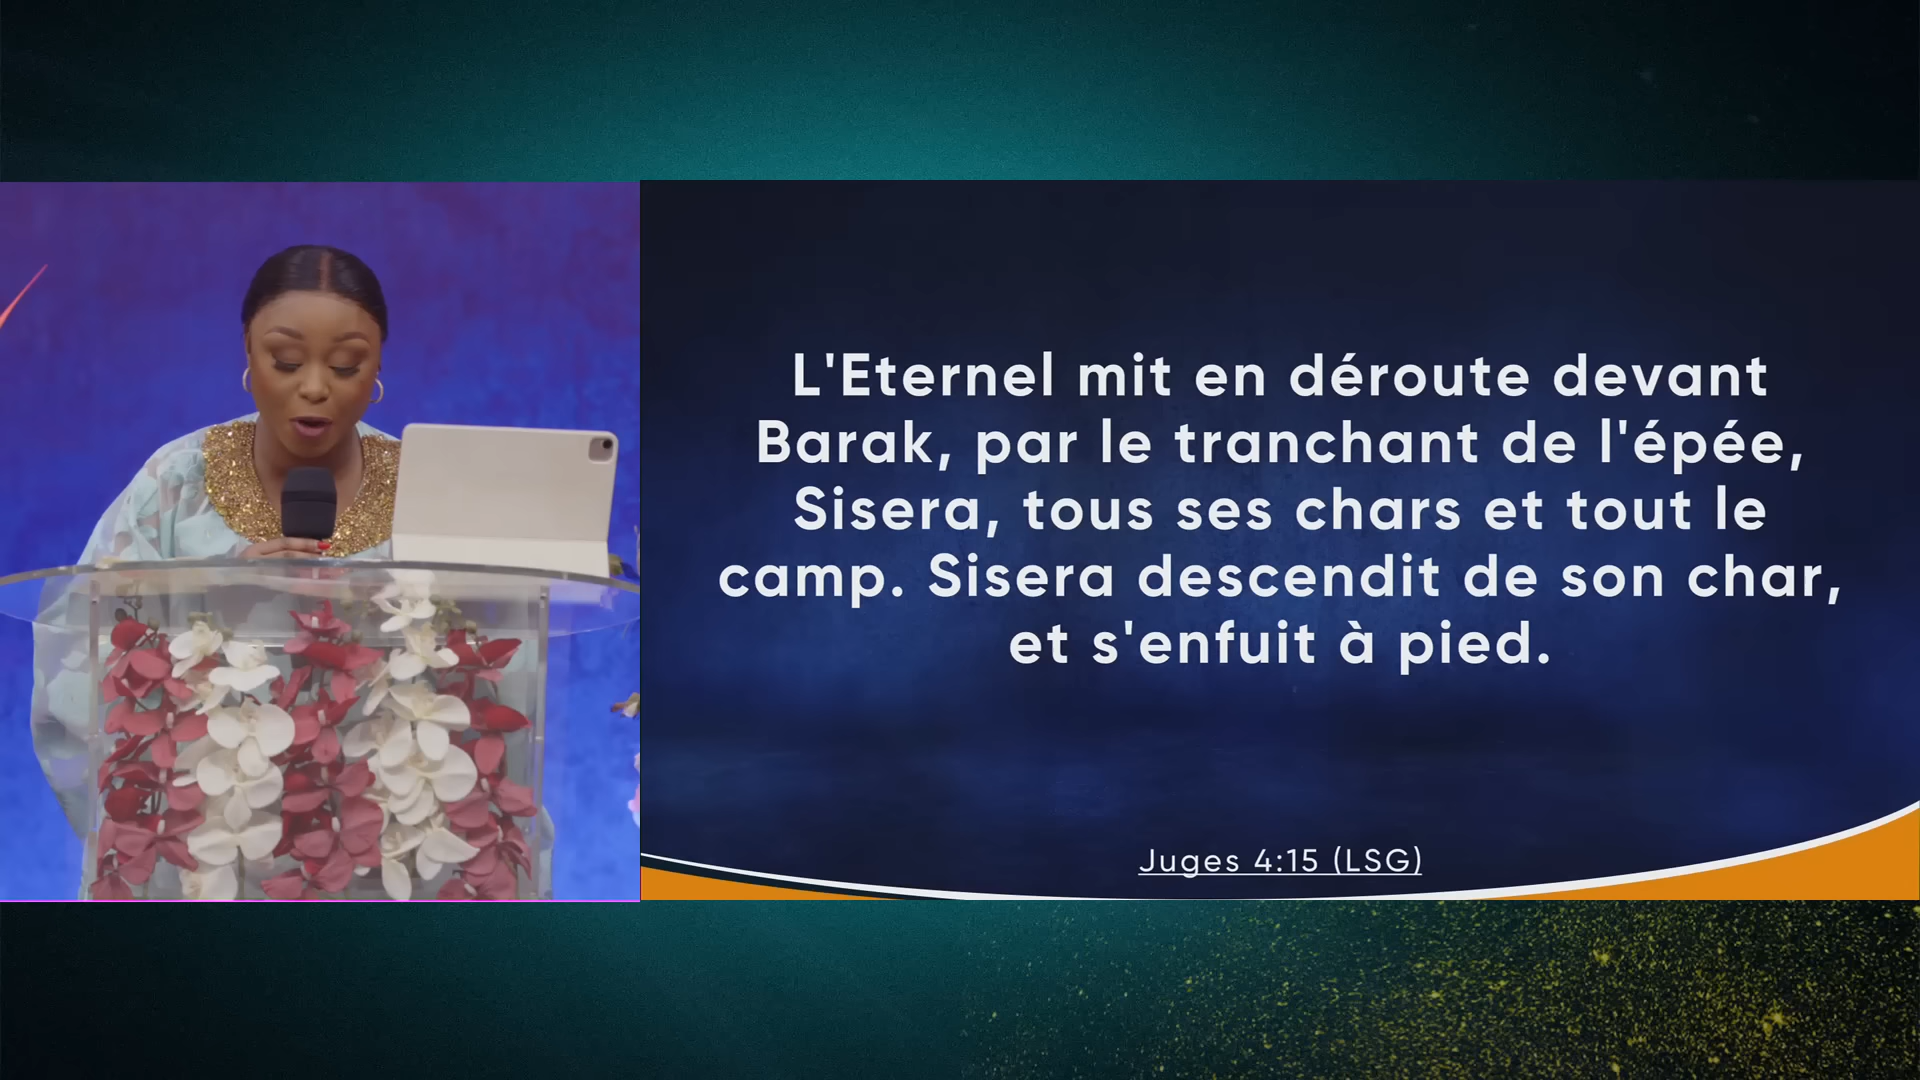 L'Eternel mit en déroute devant
Barak, par le tranchant de l'épée,
Sisera, tous ses chars et tout le
camp. Sisera descendit de son char,
et s'enfuit à pied.
Juges 4:15 (LSG)